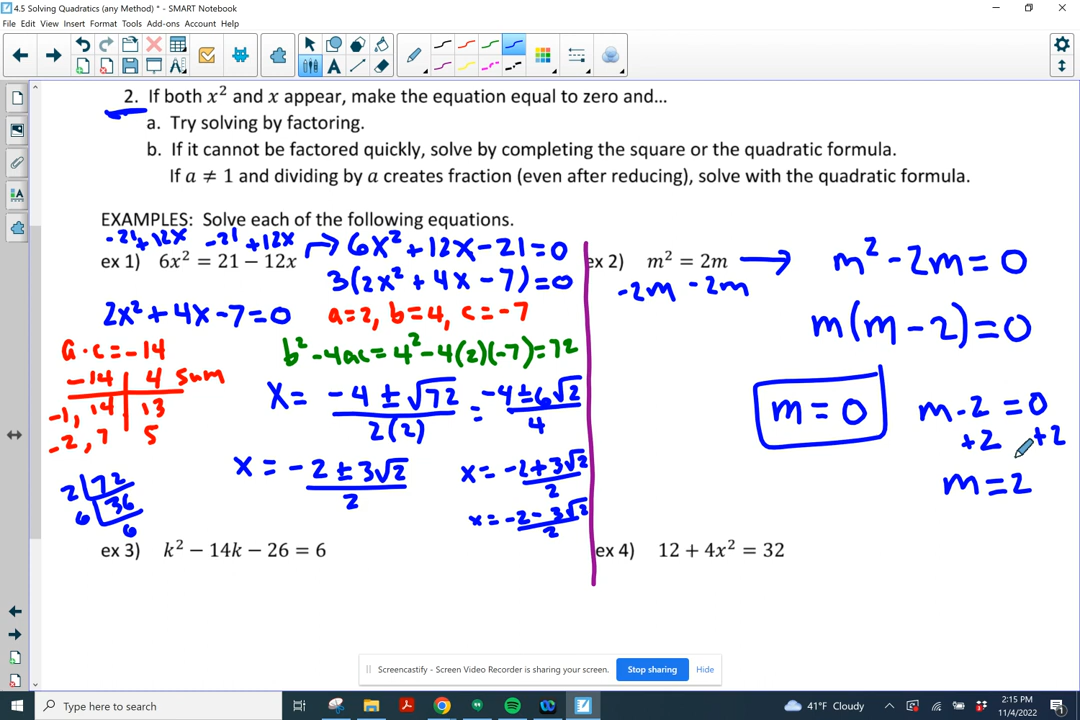 4.5 Solving Quadratics (any Method) * - SMART Notebook
File Edit View Insert Format Tools Add-ons Account Help
2. If both x² and x appear, make the equation equal to zero and...
a. Try solving by factoring.
b. If it cannot be factored quickly, solve by completing the square or the quadratic formula.
If a ≠ 1 and dividing by a creates fraction (even after reducing), solve with the quadratic formula.
EXAMPLES: Solve each of the following equations.
-21+12x -21 +12x → 6x² + 12x - 21 = 0
ex 1) 6x² = 21 − 12x
3(2x² + 4x - 7) = 0
2x² + 4x - 7 = 0 a = 2, b = 4, c = -7
a · c = -14
b² - 4ac = 4² - 4(2)(-7) = 72
-14 | 4 sum
-1, 14 | 13
-2, 7 | 5
x = (-4 ± √72)/(2(2)) = (-4 ± 6√2)/4
2 | 72
6 | 36
6
x = (-2 ± 3√2)/2
x = (-2 + 3√2)/2
x = (-2 - 3√2)/2
ex 2) m² = 2m → m² - 2m = 0
-2m -2m
m(m - 2) = 0
m = 0 m - 2 = 0
+2 +2
m = 2
ex 3) k² − 14k − 26 = 6
ex 4) 12 + 4x² = 32
Screencastify - Screen Video Recorder is sharing your screen. Stop sharing Hide
Type here to search
41°F Cloudy
2:15 PM
11/4/2022